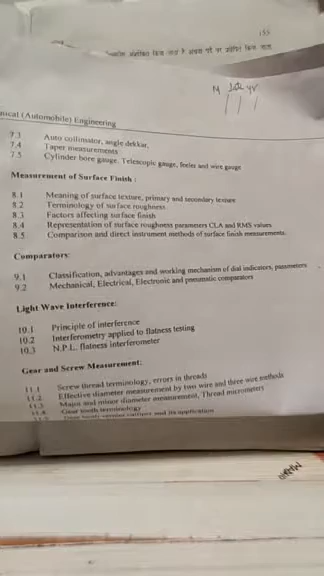 155
M
nical (Automobile) Engineering
7.3 Auto collimator, angle dekkar,
7.4 Taper measurements
7.5 Cylinder bore gauge. Telescopic gauge, feeler and wire gauge
Measurement of Surface Finish :
8.1 Meaning of surface texture, primary and secondary texture
8.2 Terminology of surface roughness.
8.3 Factors affecting surface finish
8.4 Representation of surface roughness parameters CLA and RMS values
8.5 Comparison and direct instrument methods of surface finish measurements.
Comparators:
9.1 Classification, advantages and working mechanism of dial indicators,
9.2 Mechanical, Electrical, Electronic and pneumatic comparators
Light Wave Interference:
10.1 Principle of interference
10.2 Interferometry applied to flatness testing
10.3 N.P.L. flatness interferometer
Gear and Screw Measurement:
11.1 Screw thread terminology, errors in threads
11.2 Effective diameter measurement by two wire and three wire methods
11.3 Major and minor diameter measurement, Thread micrometers
11.4 Gear tooth terminology
11.5 and its application